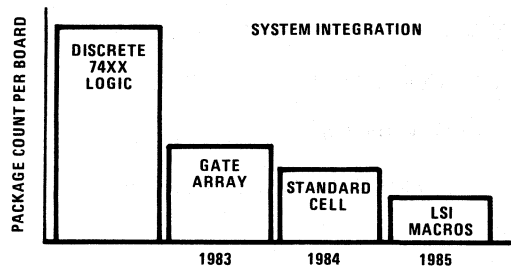 SYSTEM INTEGRATION
PACKAGE COUNT PER BOARD
DISCRETE
74XX
LOGIC
GATE
ARRAY
STANDARD
CELL
LSI
MACROS
1983
1984
1985